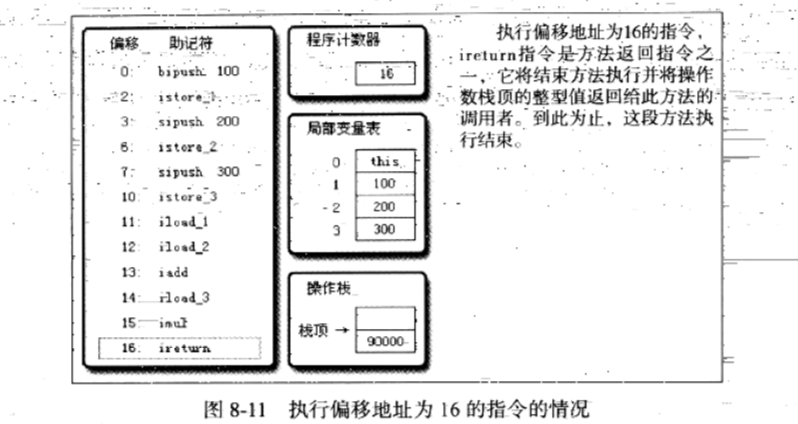 偏移 助记符
0: bipush 100
2: istore_1
3: sipush 200
6: istore_2
7: sipush 300
10: istore_3
11: iload_1
12: iload_2
13: iadd
14: iload_3
15: imul
16: ireturn
程序计数器
16
局部变量表
0 this
1 100
2 200
3 300
操作栈
栈顶 →
90000
执行偏移地址为16的指令,
ireturn指令是方法返回指令之
一,它将结束方法执行并将操作
数栈顶的整型值返回给此方法的
调用者。到此为止,这段方法执
行结束。
图 8-11 执行偏移地址为 16 的指令的情况